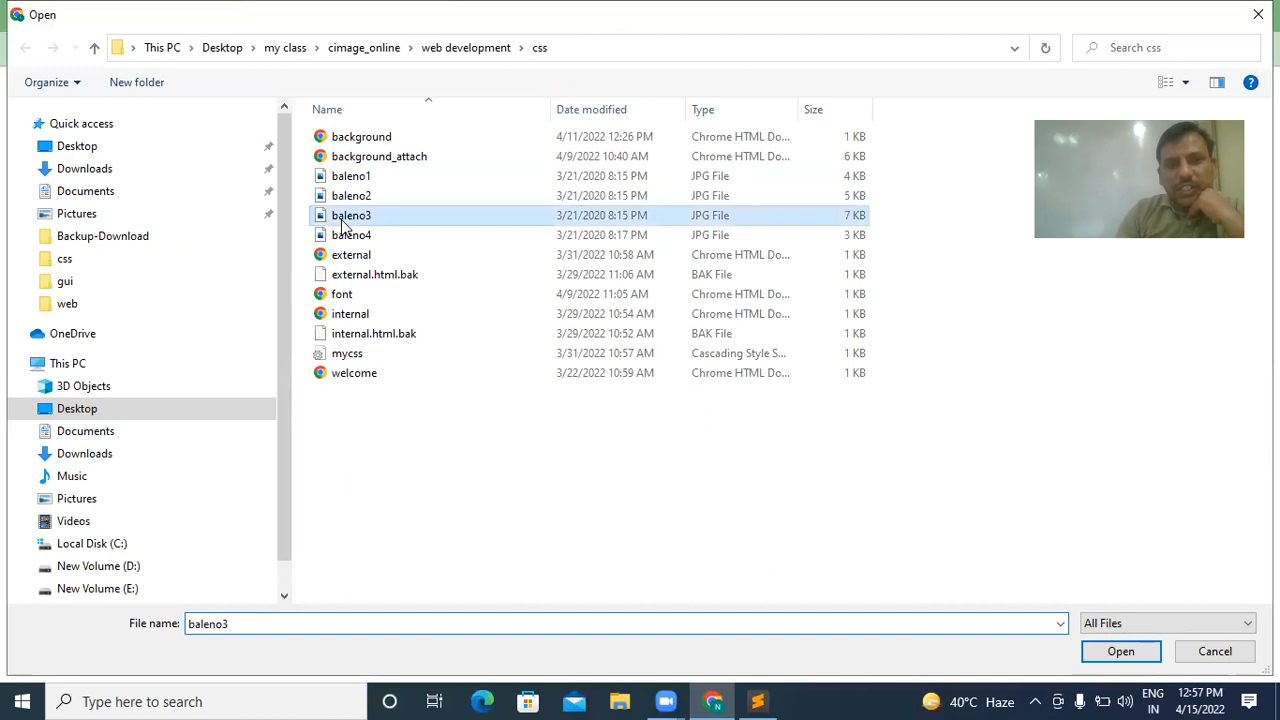 Open
This PC > Desktop > my class > cimage_online > web development > css
Search css
Organize
New folder
Name
Date modified
Type
Size
Quick access
Desktop
Downloads
Documents
Pictures
Backup-Download
css
gui
web
OneDrive
This PC
3D Objects
Desktop
Documents
Downloads
Music
Pictures
Videos
Local Disk (C:)
New Volume (D:)
New Volume (E:)
background 4/11/2022 12:26 PM Chrome HTML Do... 1 KB
background_attach 4/9/2022 10:40 AM Chrome HTML Do... 6 KB
baleno1 3/21/2020 8:15 PM JPG File 4 KB
baleno2 3/21/2020 8:15 PM JPG File 5 KB
baleno3 3/21/2020 8:15 PM JPG File 7 KB
baleno4 3/21/2020 8:17 PM JPG File 3 KB
external 3/31/2022 10:58 AM Chrome HTML Do... 1 KB
external.html.bak 3/29/2022 11:06 AM BAK File 1 KB
font 4/9/2022 11:05 AM Chrome HTML Do... 1 KB
internal 3/29/2022 10:54 AM Chrome HTML Do... 1 KB
internal.html.bak 3/29/2022 10:52 AM BAK File 1 KB
mycss 3/31/2022 10:57 AM Cascading Style S... 1 KB
welcome 3/22/2022 10:59 AM Chrome HTML Do... 1 KB
File name: baleno3
All Files
Open
Cancel
Type here to search
40°C Haze
ENG
IN
12:57 PM
4/15/2022